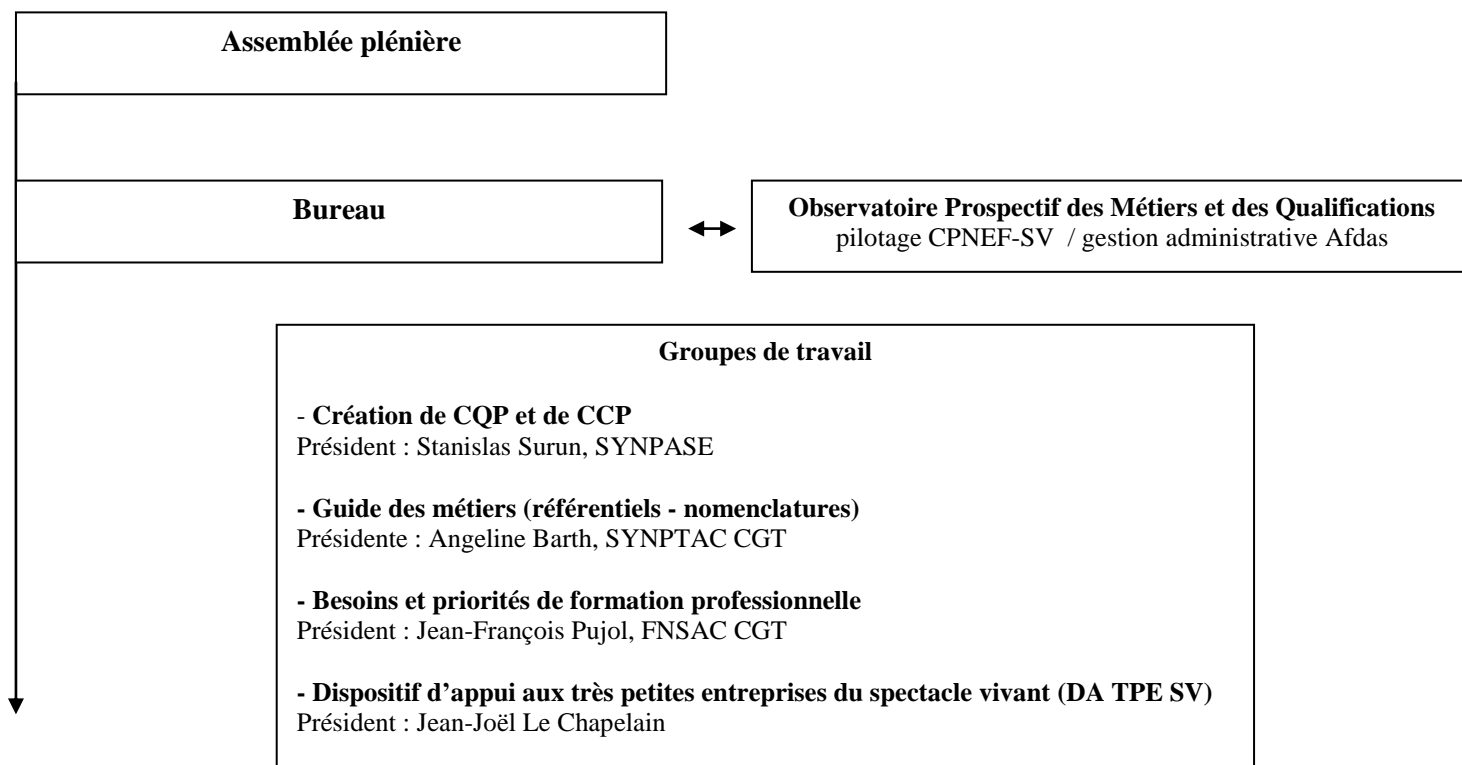 Assemblée plénière
Bureau
Observatoire Prospectif des Métiers et des Qualifications
pilotage CPNEF-SV / gestion administrative Afdas
Groupes de travail
- Création de CQP et de CCP
Président : Stanislas Surun, SYNPASE
- Guide des métiers (référentiels - nomenclatures)
Présidente : Angeline Barth, SYNPTAC CGT
- Besoins et priorités de formation professionnelle
Président : Jean-François Pujol, FNSAC CGT
- Dispositif d’appui aux très petites entreprises du spectacle vivant (DA TPE SV)
Président : Jean-Joël Le Chapelain